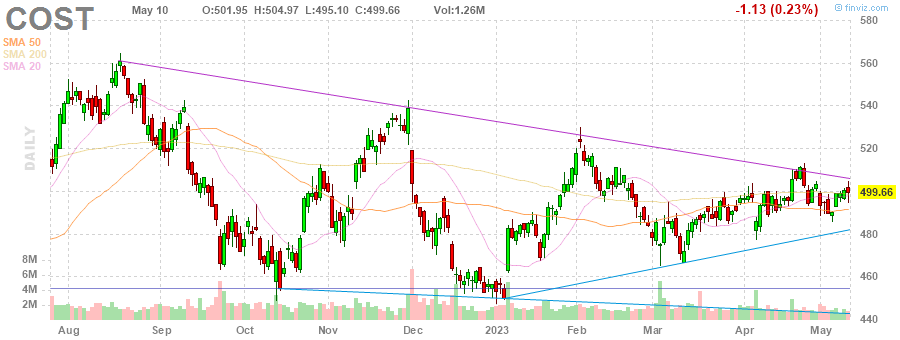 COST May 10 O:501.95 H:504.97 L:495.10 C:499.66 Vol:1.26M -1.13 (0.23%) © finviz.com
SMA 50
SMA 200
SMA 20
DAILY
580
560
540
520
499.66
480
460
440
8M
6M
4M
2M
Aug Sep Oct Nov Dec 2023 Feb Mar Apr May